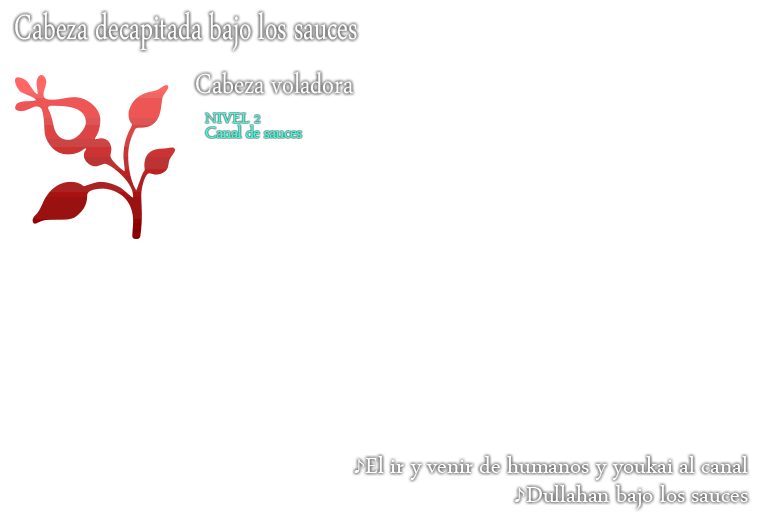 Cabeza decapitada bajo los sauces
Cabeza voladora
NIVEL 2
Canal de sauces
♪El ir y venir de humanos y youkai al canal
♪Dullahan bajo los sauces